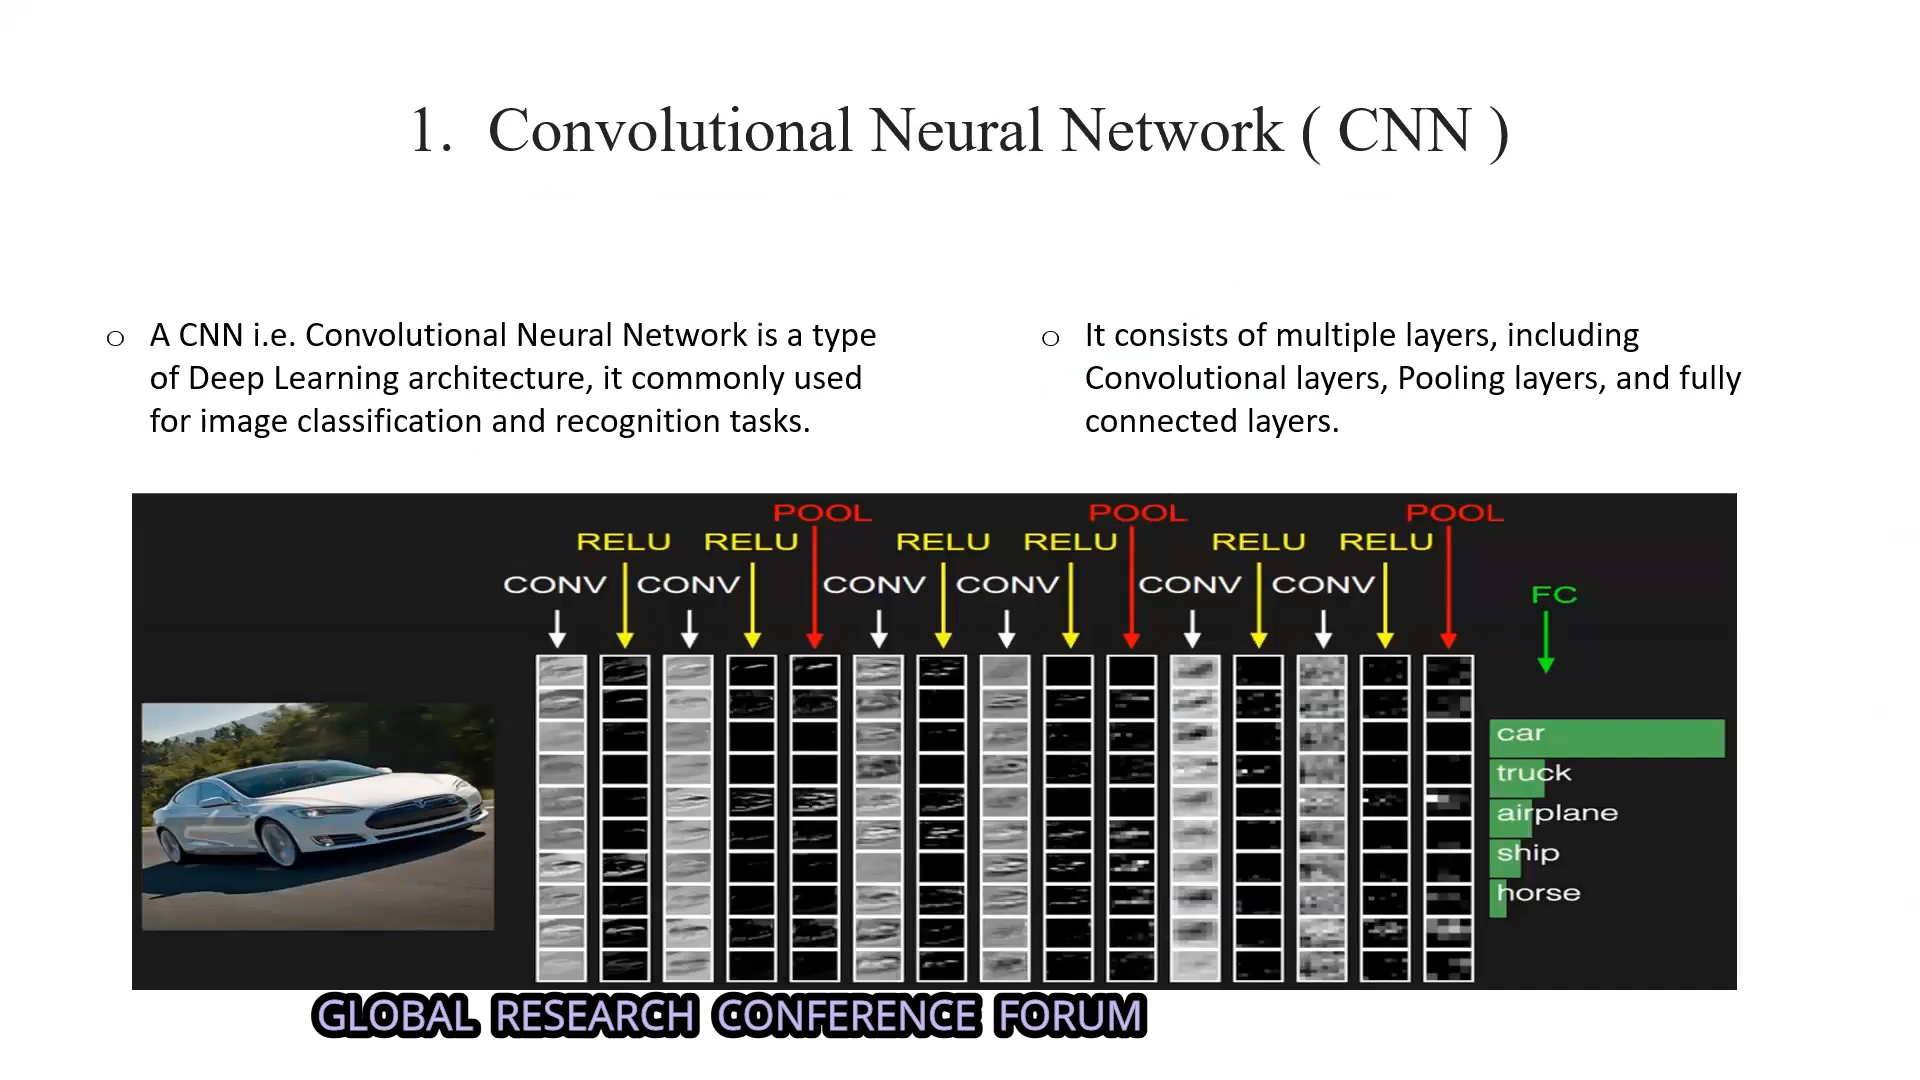 1. Convolutional Neural Network ( CNN )
o A CNN i.e. Convolutional Neural Network is a type
of Deep Learning architecture, it commonly used
for image classification and recognition tasks.
o It consists of multiple layers, including
Convolutional layers, Pooling layers, and fully
connected layers.
POOL POOL POOL
RELU RELU RELU RELU RELU RELU
CONV CONV CONV CONV CONV CONV
FC
car
truck
airplane
ship
horse
GLOBAL RESEARCH CONFERENCE FORUM